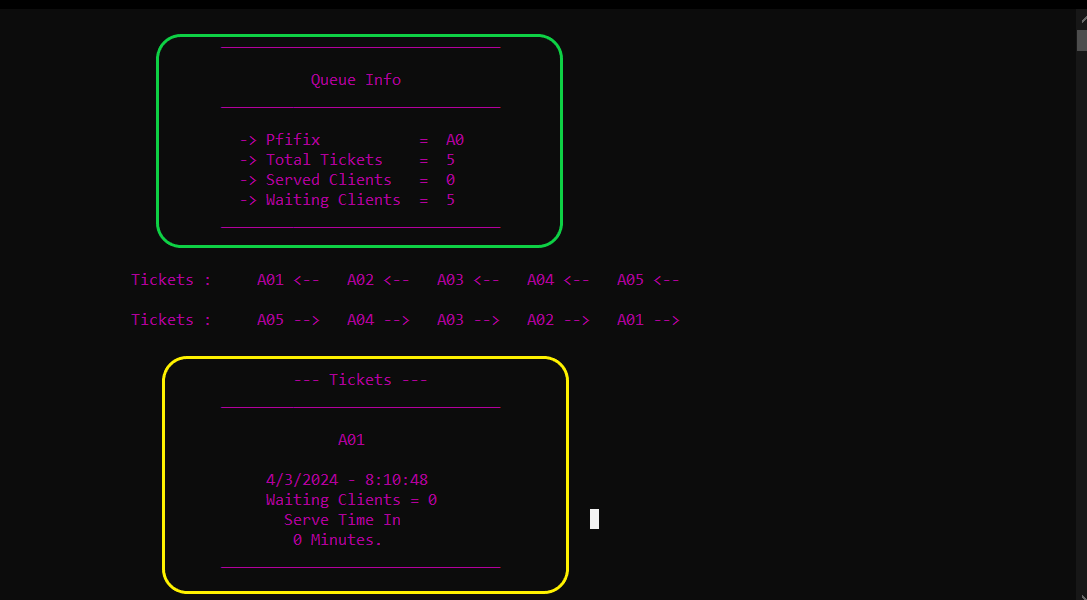 Queue Info
-> Pfifix = A0
-> Total Tickets = 5
-> Served Clients = 0
-> Waiting Clients = 5
Tickets : A01 <-- A02 <-- A03 <-- A04 <-- A05 <--
Tickets : A05 --> A04 --> A03 --> A02 --> A01 -->
--- Tickets ---
A01
4/3/2024 - 8:10:48
Waiting Clients = 0
Serve Time In
0 Minutes.